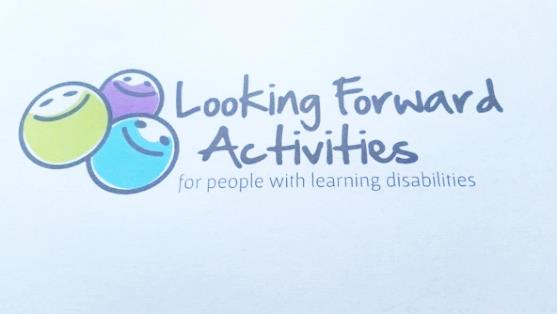 Looking Forward
Activities
for people with learning disabilities